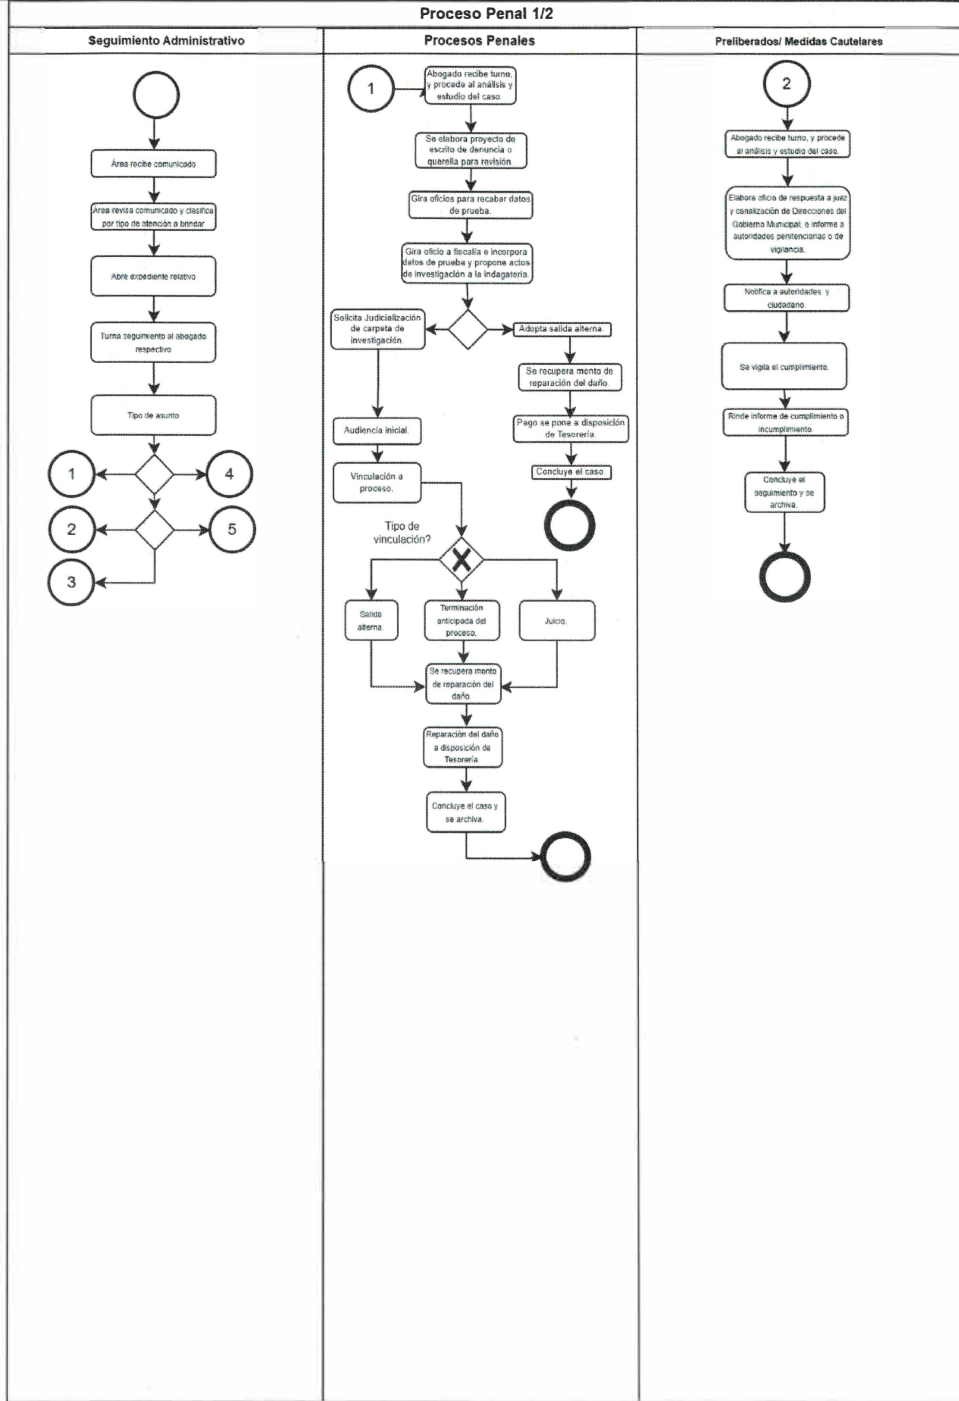 Proceso Penal 1/2
Seguimiento Administrativo
Área recibe comunicado
Área revisa comunicado y clasifica
por tipo de atención a brindar
Abre expediente relativo
Turna seguimiento al abogado
respectivo
Tipo de asunto
1
4
2
5
3
Procesos Penales
1
Abogado recibe turno,
y procede al análisis y
estudio del caso.
Se elabora proyecto de
escrito de denuncia o
querella para revisión.
Gira oficios para recabar datos
de prueba.
Gira oficio a fiscalía e incorpora
datos de prueba y propone actos
de investigación a la indagatoria.
Solicita Judicialización
de carpeta de
investigación.
Audiencia inicial.
Vinculación a
proceso.
Adopta salida alterna.
Se recupera monto de
reparación del daño.
Pago se pone a disposición
de Tesorería.
Concluye el caso.
Tipo de
vinculación?
Salida
alterna.
Terminación
anticipada del
proceso.
Juicio.
Se recupera monto
de reparación del
daño.
Reparación del daño
a disposición de
Tesorería.
Concluye el caso y
se archiva.
Preliberados/ Medidas Cautelares
2
Abogado recibe turno, y procede
al análisis y estudio del caso.
Elabora oficio de respuesta a juez
y canalización de Direcciones del
Gobierno Municipal, e informe a
autoridades penitenciarias o de
vigilancia.
Notifica a autoridades y
ciudadano.
Se vigila el cumplimiento.
Rinde informe de cumplimiento o
incumplimiento.
Concluye el
seguimiento y se
archiva.